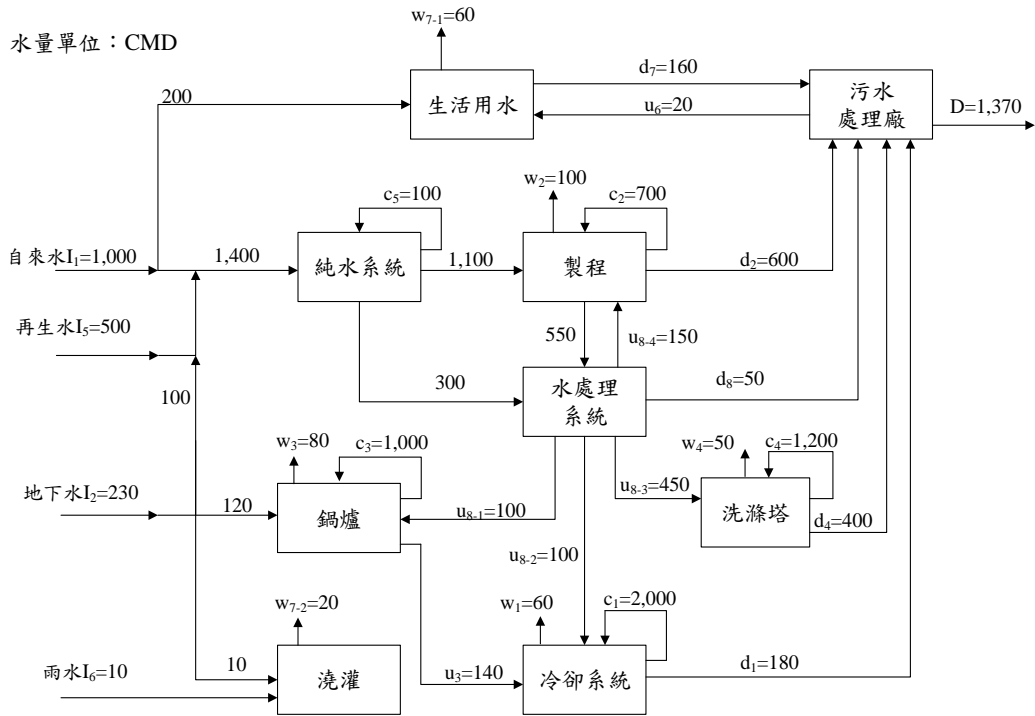 水量單位：CMD
w7-1=60
200
生活用水
d7=160
u6=20
污水
處理廠
D=1,370
自來水I1=1,000
1,400
c5=100
純水系統
1,100
w2=100
c2=700
製程
d2=600
再生水I5=500
100
300
550
u8-4=150
水處理
系統
d8=50
地下水I2=230
120
w3=80
c3=1,000
鍋爐
u8-1=100
u8-3=450
w4=50
c4=1,200
洗滌塔
d4=400
u8-2=100
雨水I6=10
10
w7-2=20
澆灌
u3=140
w1=60
c1=2,000
冷卻系統
d1=180